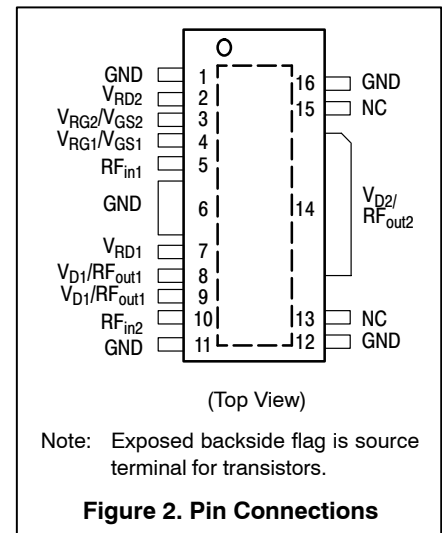 GND 1
V_RD2 2
V_RG2/V_GS2 3
V_RG1/V_GS1 4
RF_in1 5
GND 6
V_RD1 7
V_D1/RF_out1 8
V_D1/RF_out1 9
RF_in2 10
GND 11
16 GND
15 NC
14 V_D2/
RF_out2
13 NC
12 GND
(Top View)
Note: Exposed backside flag is source
terminal for transistors.
Figure 2. Pin Connections